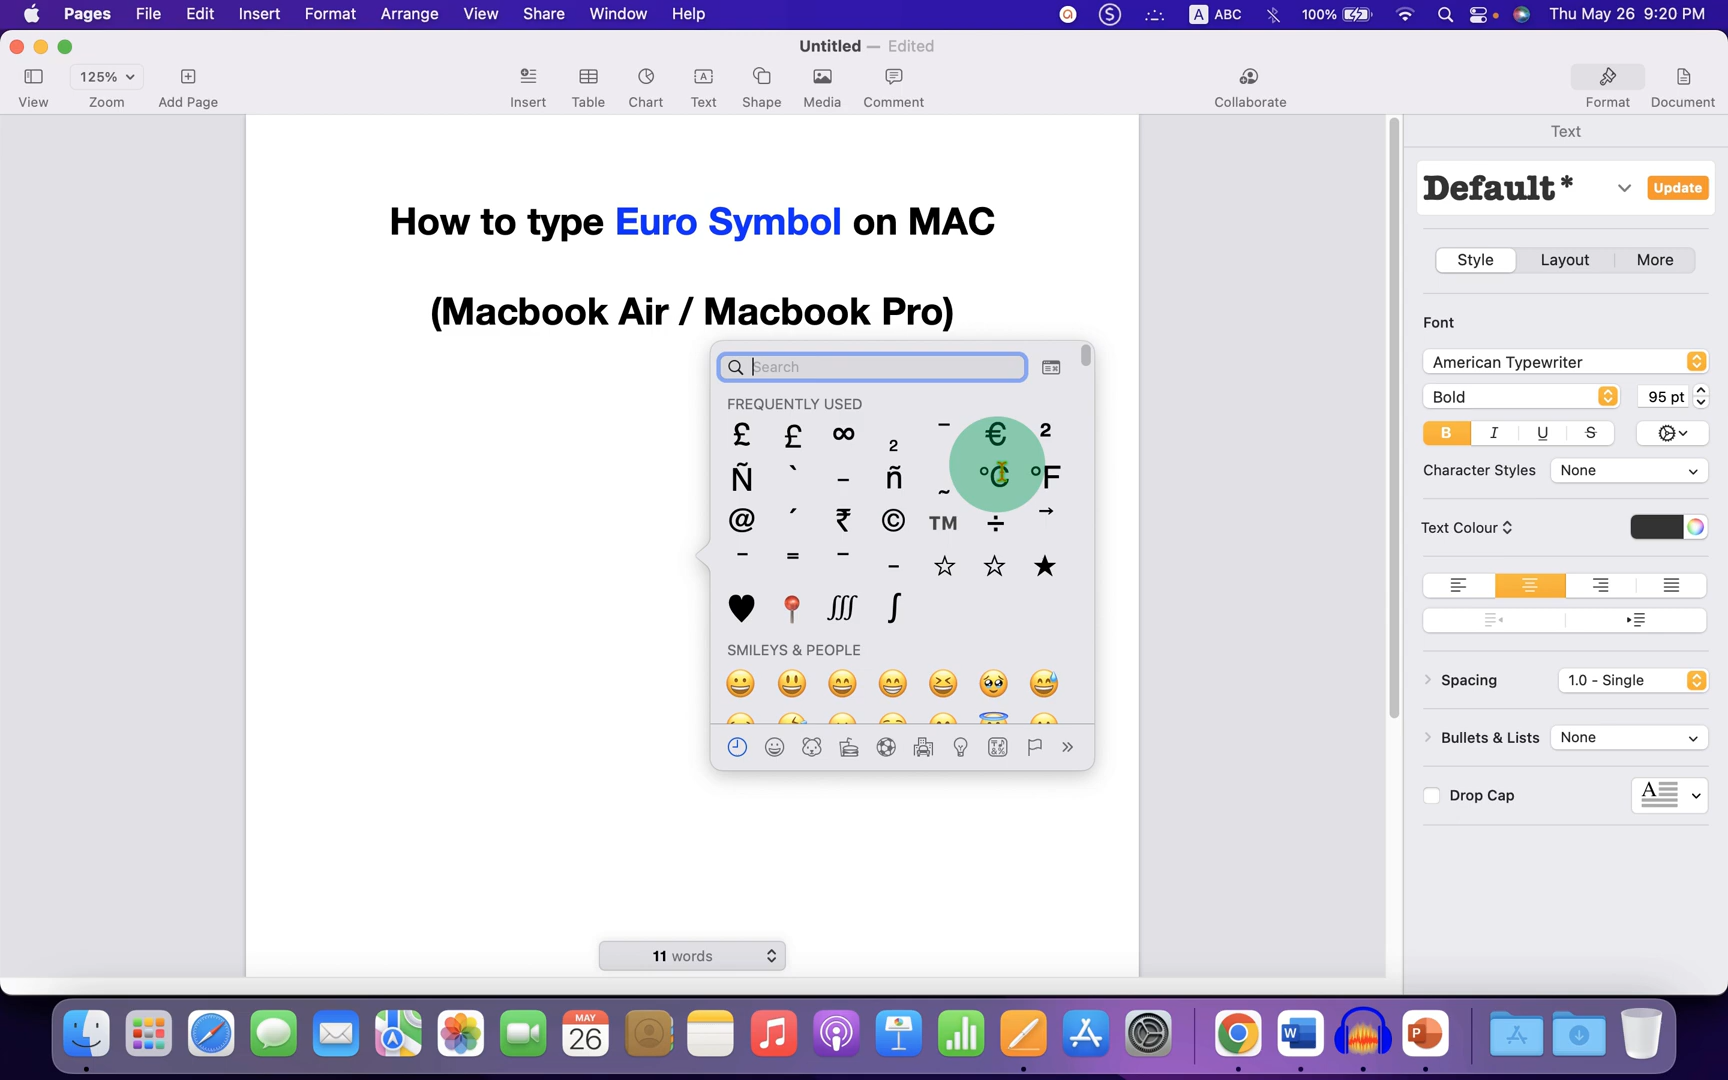 Pages File Edit Insert Format Arrange View Share Window Help
A ABC 100% Thu May 26 9:20 PM
Untitled — Edited
125%
View Zoom Add Page Insert Table Chart Text Shape Media Comment Collaborate Format Document
Text
Default*
Update
How to type Euro Symbol on MAC
(Macbook Air / Macbook Pro)
Style Layout More
Font
American Typewriter
Bold 95 pt
B I U S
Character Styles None
Text Colour
Spacing 1.0 - Single
Bullets & Lists None
Drop Cap
A
Search
FREQUENTLY USED
£ £ ∞ ₂ ¯ € ²
Ñ ` – ñ ~ °C °F
@ ´ ₹ © TM ÷ →
¯ = ¯ – ☆ ☆ ★
♥ 📍 ∭ ∫
SMILEYS & PEOPLE
11 words
MAY
26
W
P